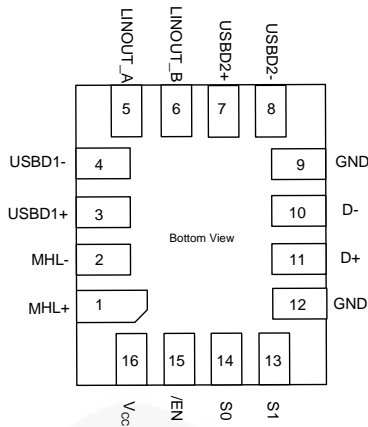 LINOUT_A
LINOUT_B
USBD2+
USBD2-
5
6
7
8
USBD1-
4
9
GND
USBD1+
3
10
D-
Bottom View
MHL-
2
11
D+
MHL+
1
12
GND
16
15
14
13
VCC
/EN
S0
S1